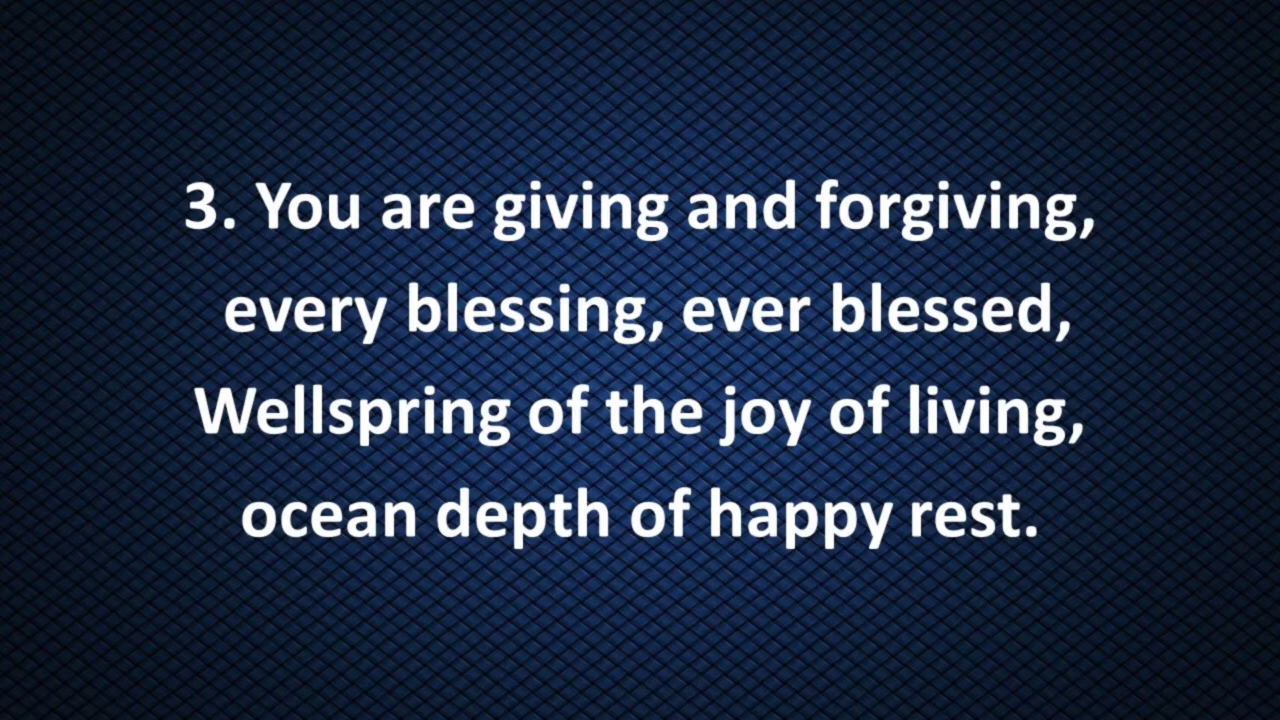 3. You are giving and forgiving,
every blessing, ever blessed,
Wellspring of the joy of living,
ocean depth of happy rest.